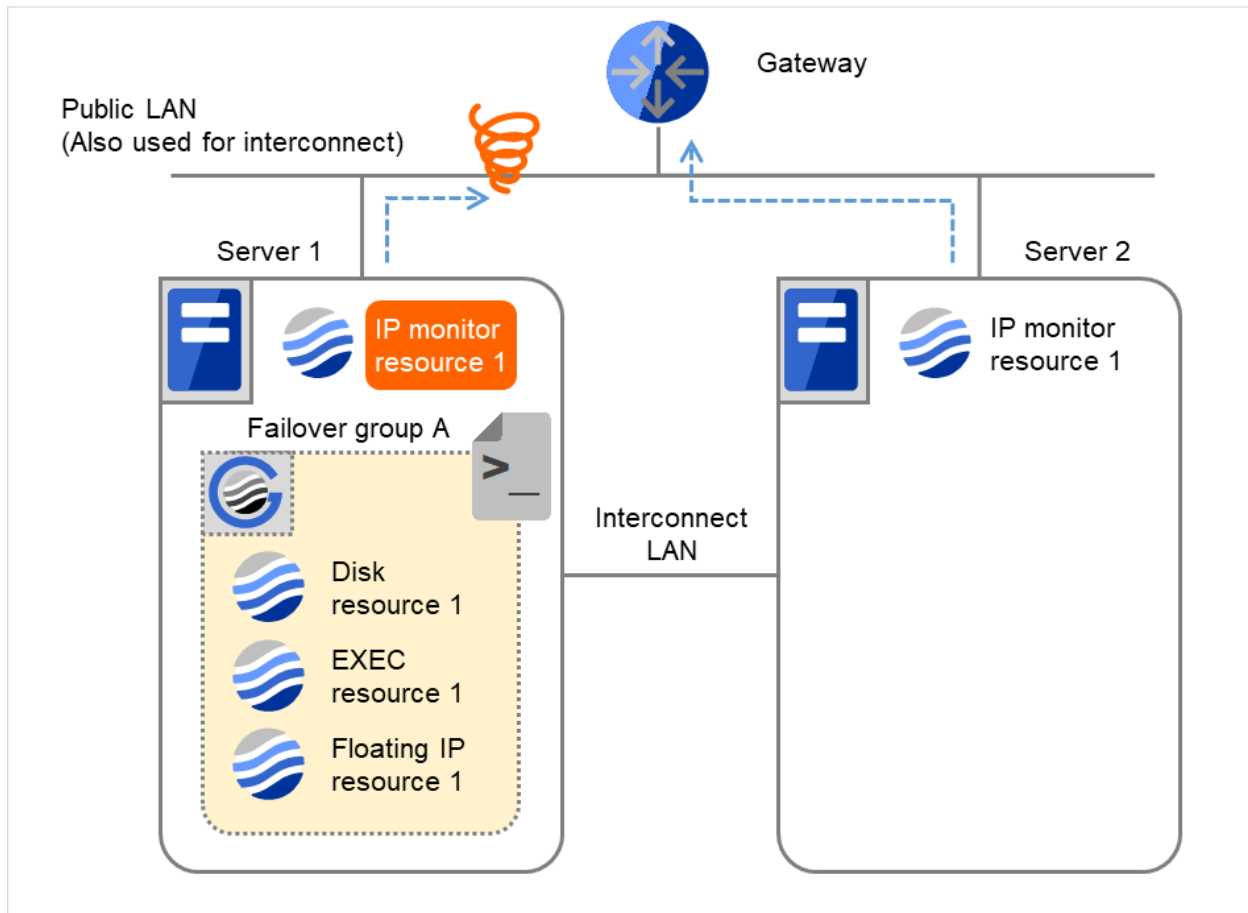 Gateway
Public LAN
(Also used for interconnect)
Server 1
Server 2
IP monitor
resource 1
IP monitor
resource 1
Failover group A
>_
Interconnect
LAN
Disk
resource 1
EXEC
resource 1
Floating IP
resource 1